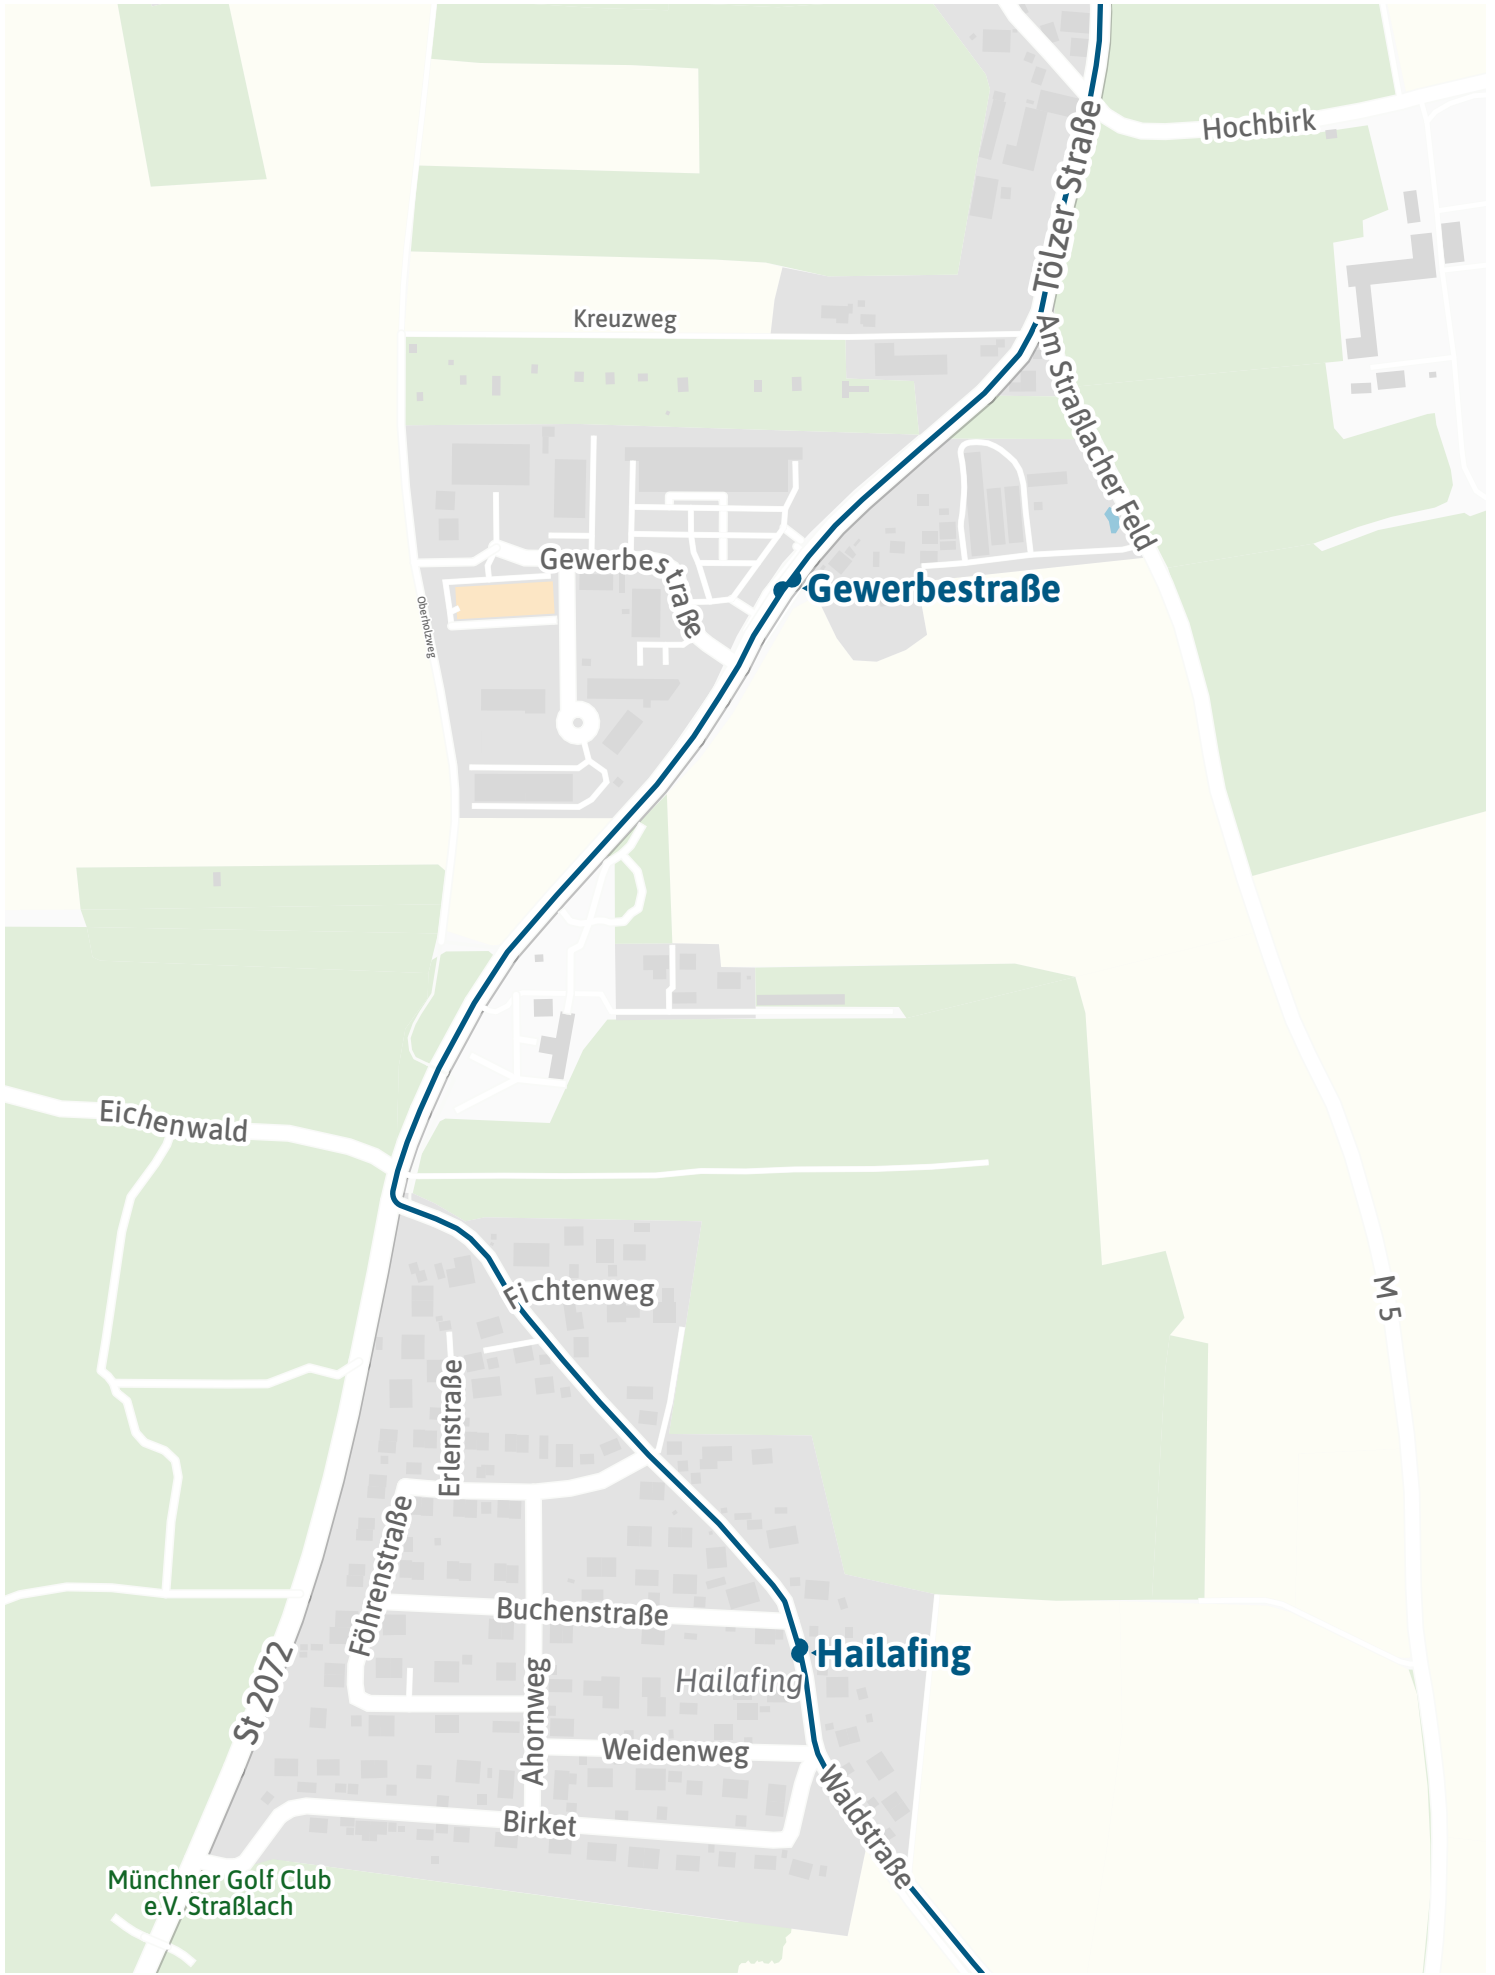 Hochbirk
Tölzer Straße
Kreuzweg
Am Straßlacher Feld
Gewerbestraße
Gewerbestraße
Oberholzweg
Eichenwald
M 5
Fichtenweg
Erlenstraße
Föhrenstraße
Buchenstraße
Hailafing
Hailafing
St 2072
Ahornweg
Weidenweg
Waldstraße
Birket
Münchner Golf Club
e.V. Straßlach